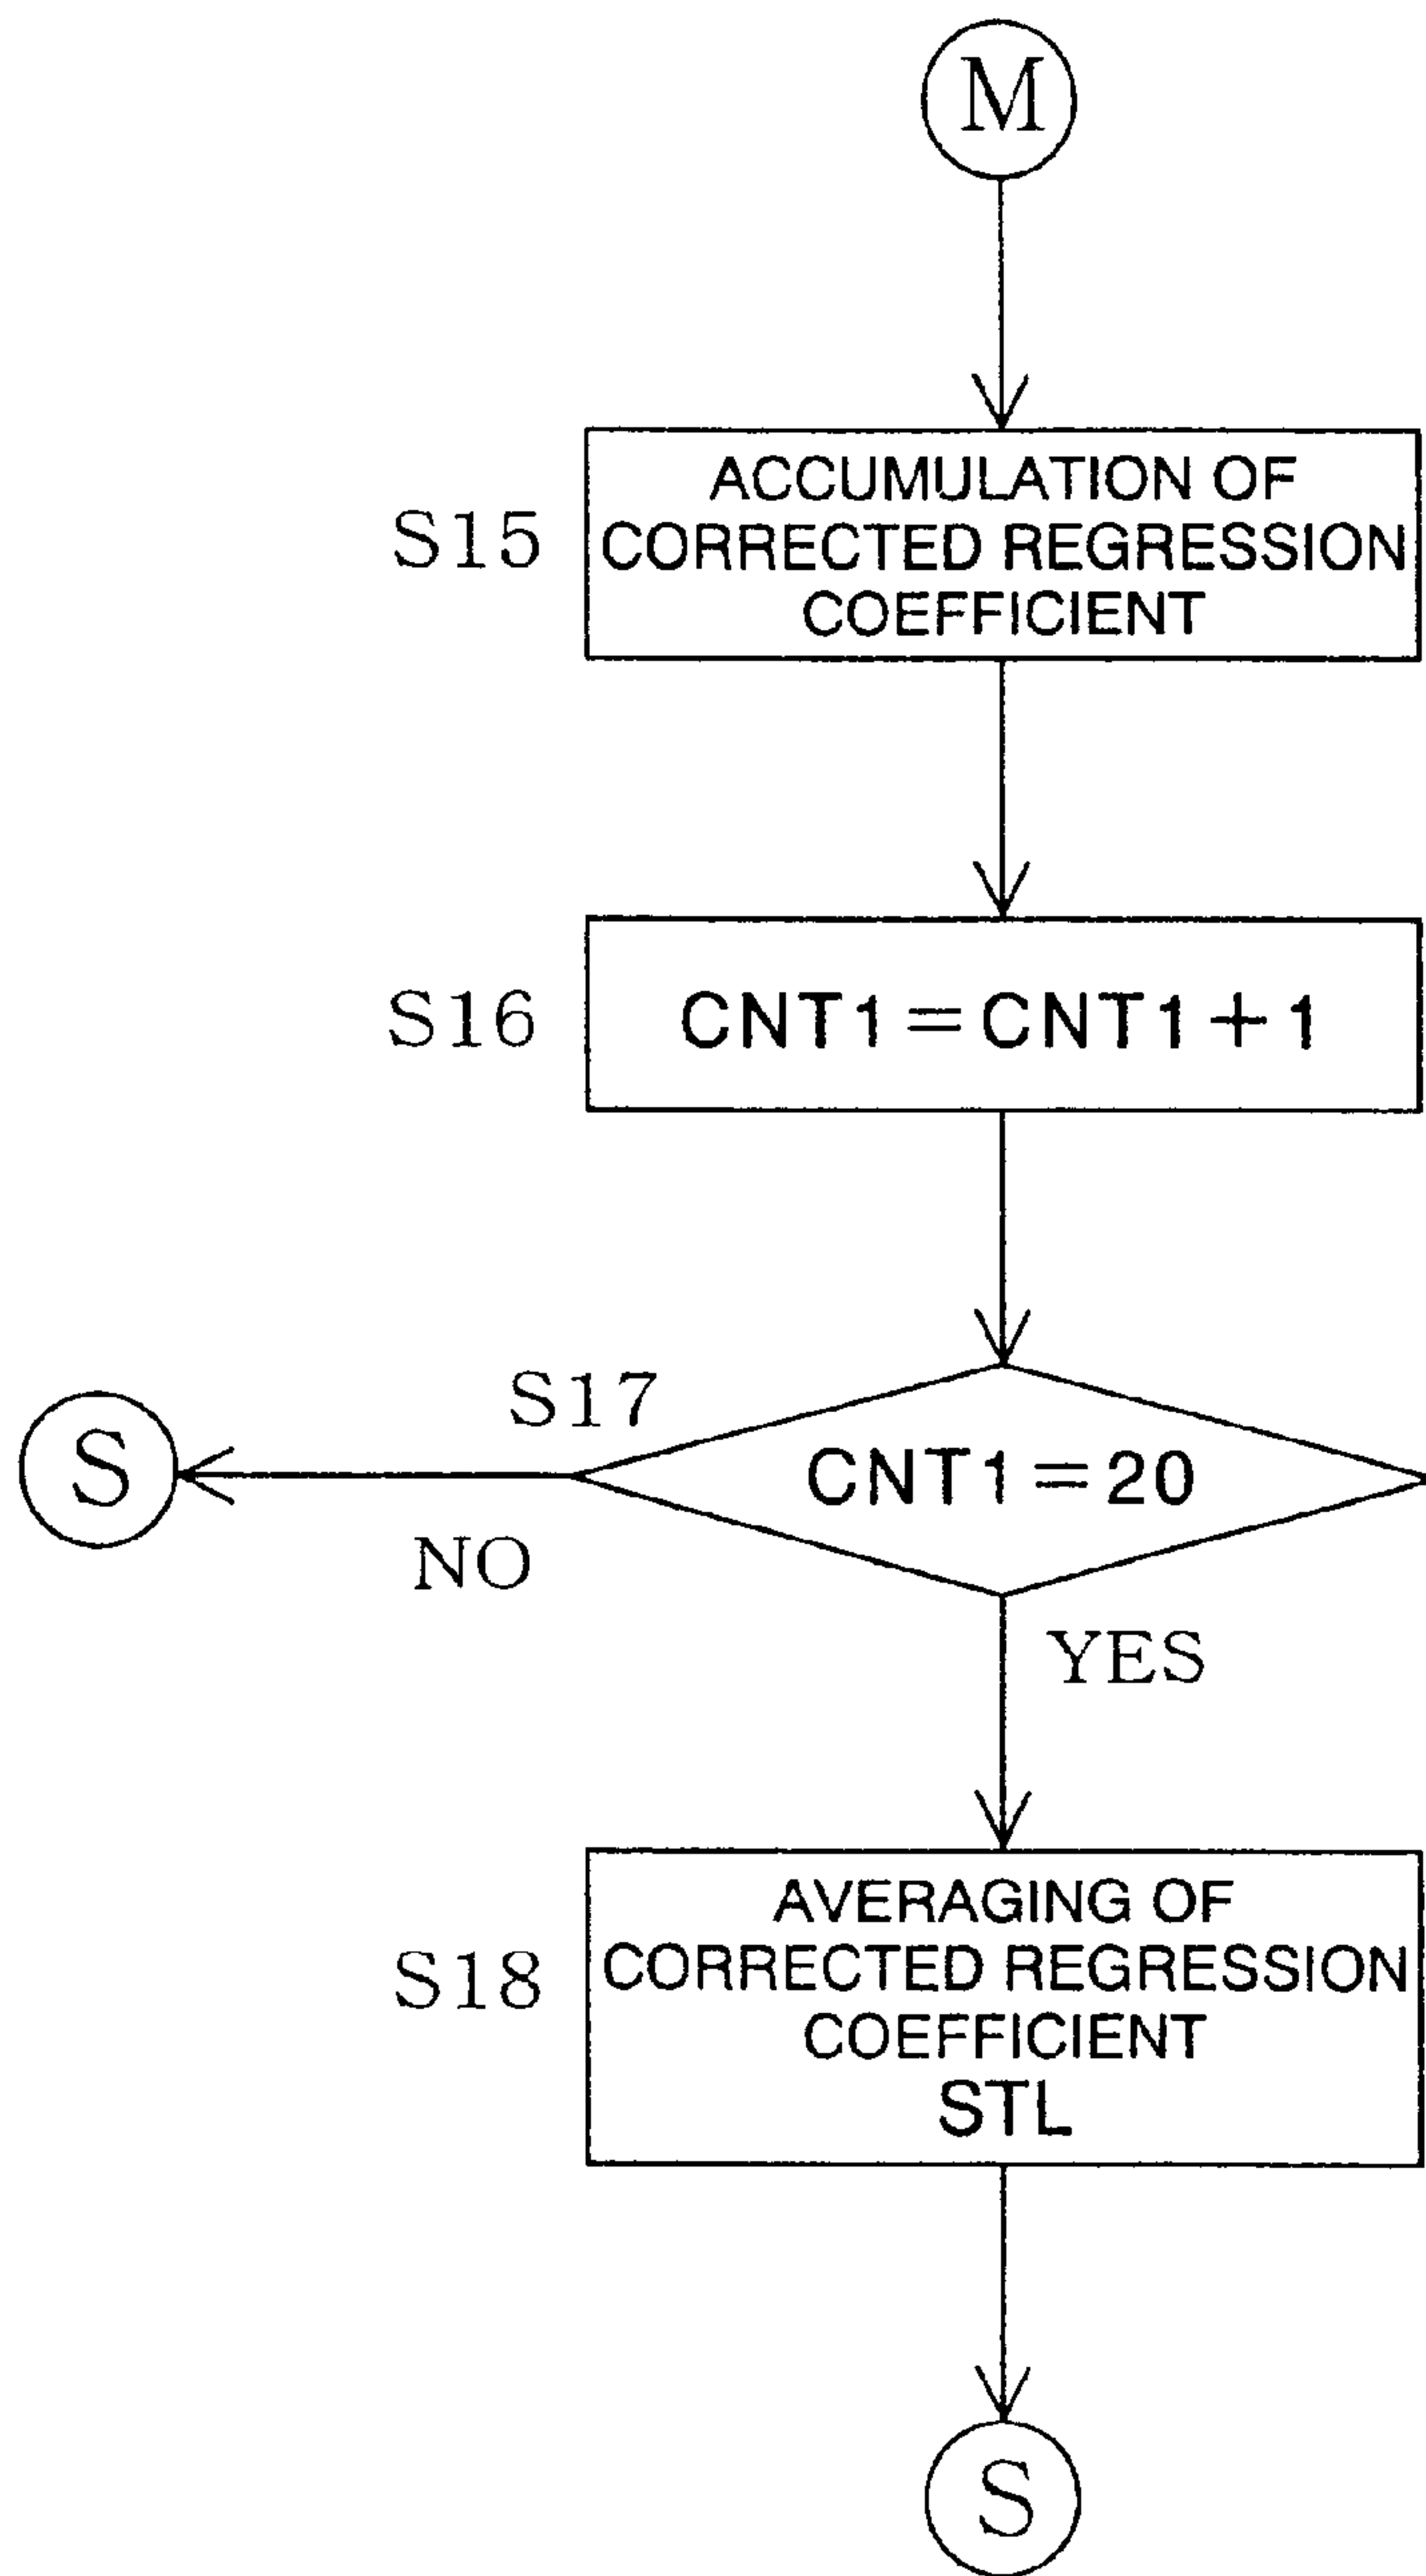 M
S15
ACCUMULATION OF
CORRECTED REGRESSION
COEFFICIENT
S16
CNT1=CNT1+1
S17
CNT1=20
S
NO
YES
S18
AVERAGING OF
CORRECTED REGRESSION
COEFFICIENT
STL
S